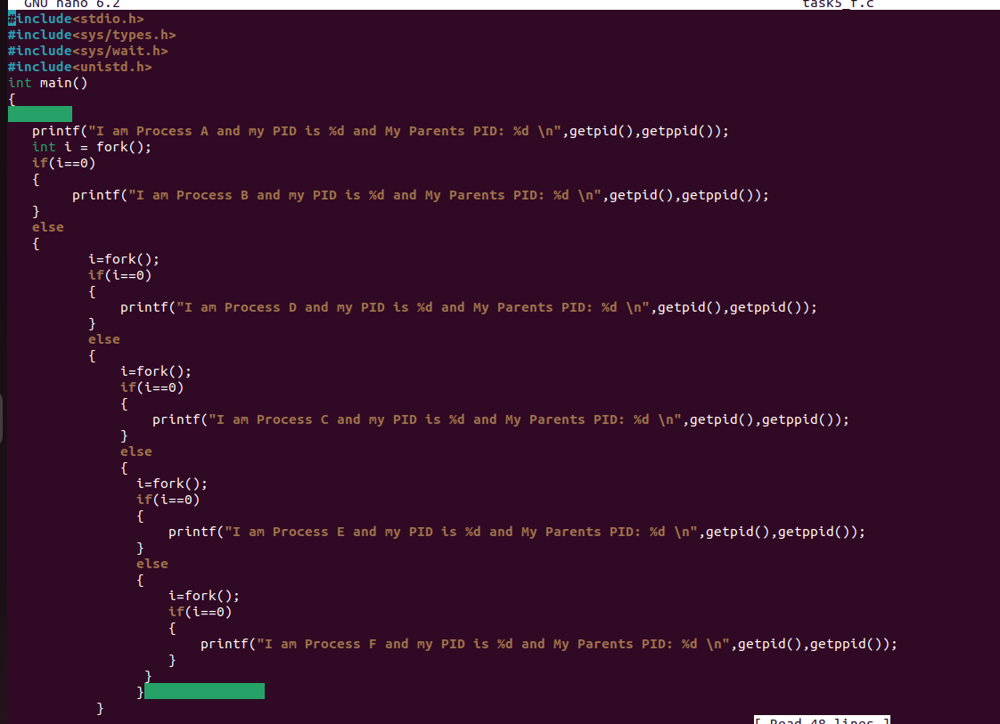 GNU nano 6.2 task5_f.c
#include<stdio.h>
#include<sys/types.h>
#include<sys/wait.h>
#include<unistd.h>
int main()
{
printf("I am Process A and my PID is %d and My Parents PID: %d \n",getpid(),getppid());
int i = fork();
if(i==0)
{
printf("I am Process B and my PID is %d and My Parents PID: %d \n",getpid(),getppid());
}
else
{
i=fork();
if(i==0)
{
printf("I am Process D and my PID is %d and My Parents PID: %d \n",getpid(),getppid());
}
else
{
i=fork();
if(i==0)
{
printf("I am Process C and my PID is %d and My Parents PID: %d \n",getpid(),getppid());
}
else
{
i=fork();
if(i==0)
{
printf("I am Process E and my PID is %d and My Parents PID: %d \n",getpid(),getppid());
}
else
{
i=fork();
if(i==0)
{
printf("I am Process F and my PID is %d and My Parents PID: %d \n",getpid(),getppid());
}
}
}
}
[ Read 48 lines ]